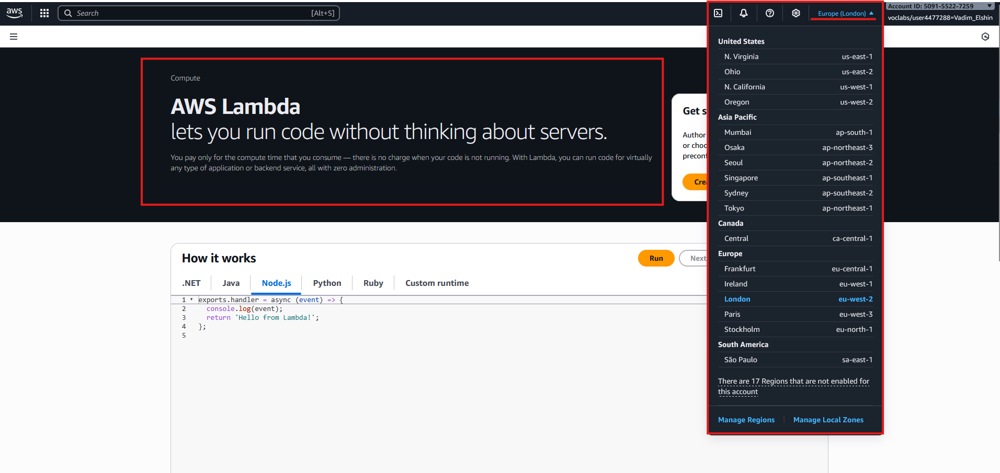 aws
Search [Alt+S]
Europe (London)
Account ID: 5091-5522-7259
voclabs/user4477288=Vadim_Elshin
Compute
AWS Lambda
lets you run code without thinking about servers.
You pay only for the compute time that you consume — there is no charge when your code is not running. With Lambda, you can run code for virtually
any type of application or backend service, all with zero administration.
Get s
Author
or choo
preconf
Crea
How it works
Run
Next
.NET
Java
Node.js
Python
Ruby
Custom runtime
1 exports.handler = async (event) => {
2 console.log(event);
3 return 'Hello from Lambda!';
4 };
5
United States
N. Virginia us-east-1
Ohio us-east-2
N. California us-west-1
Oregon us-west-2
Asia Pacific
Mumbai ap-south-1
Osaka ap-northeast-3
Seoul ap-northeast-2
Singapore ap-southeast-1
Sydney ap-southeast-2
Tokyo ap-northeast-1
Canada
Central ca-central-1
Europe
Frankfurt eu-central-1
Ireland eu-west-1
London eu-west-2
Paris eu-west-3
Stockholm eu-north-1
South America
São Paulo sa-east-1
There are 17 Regions that are not enabled for
this account
Manage Regions
Manage Local Zones